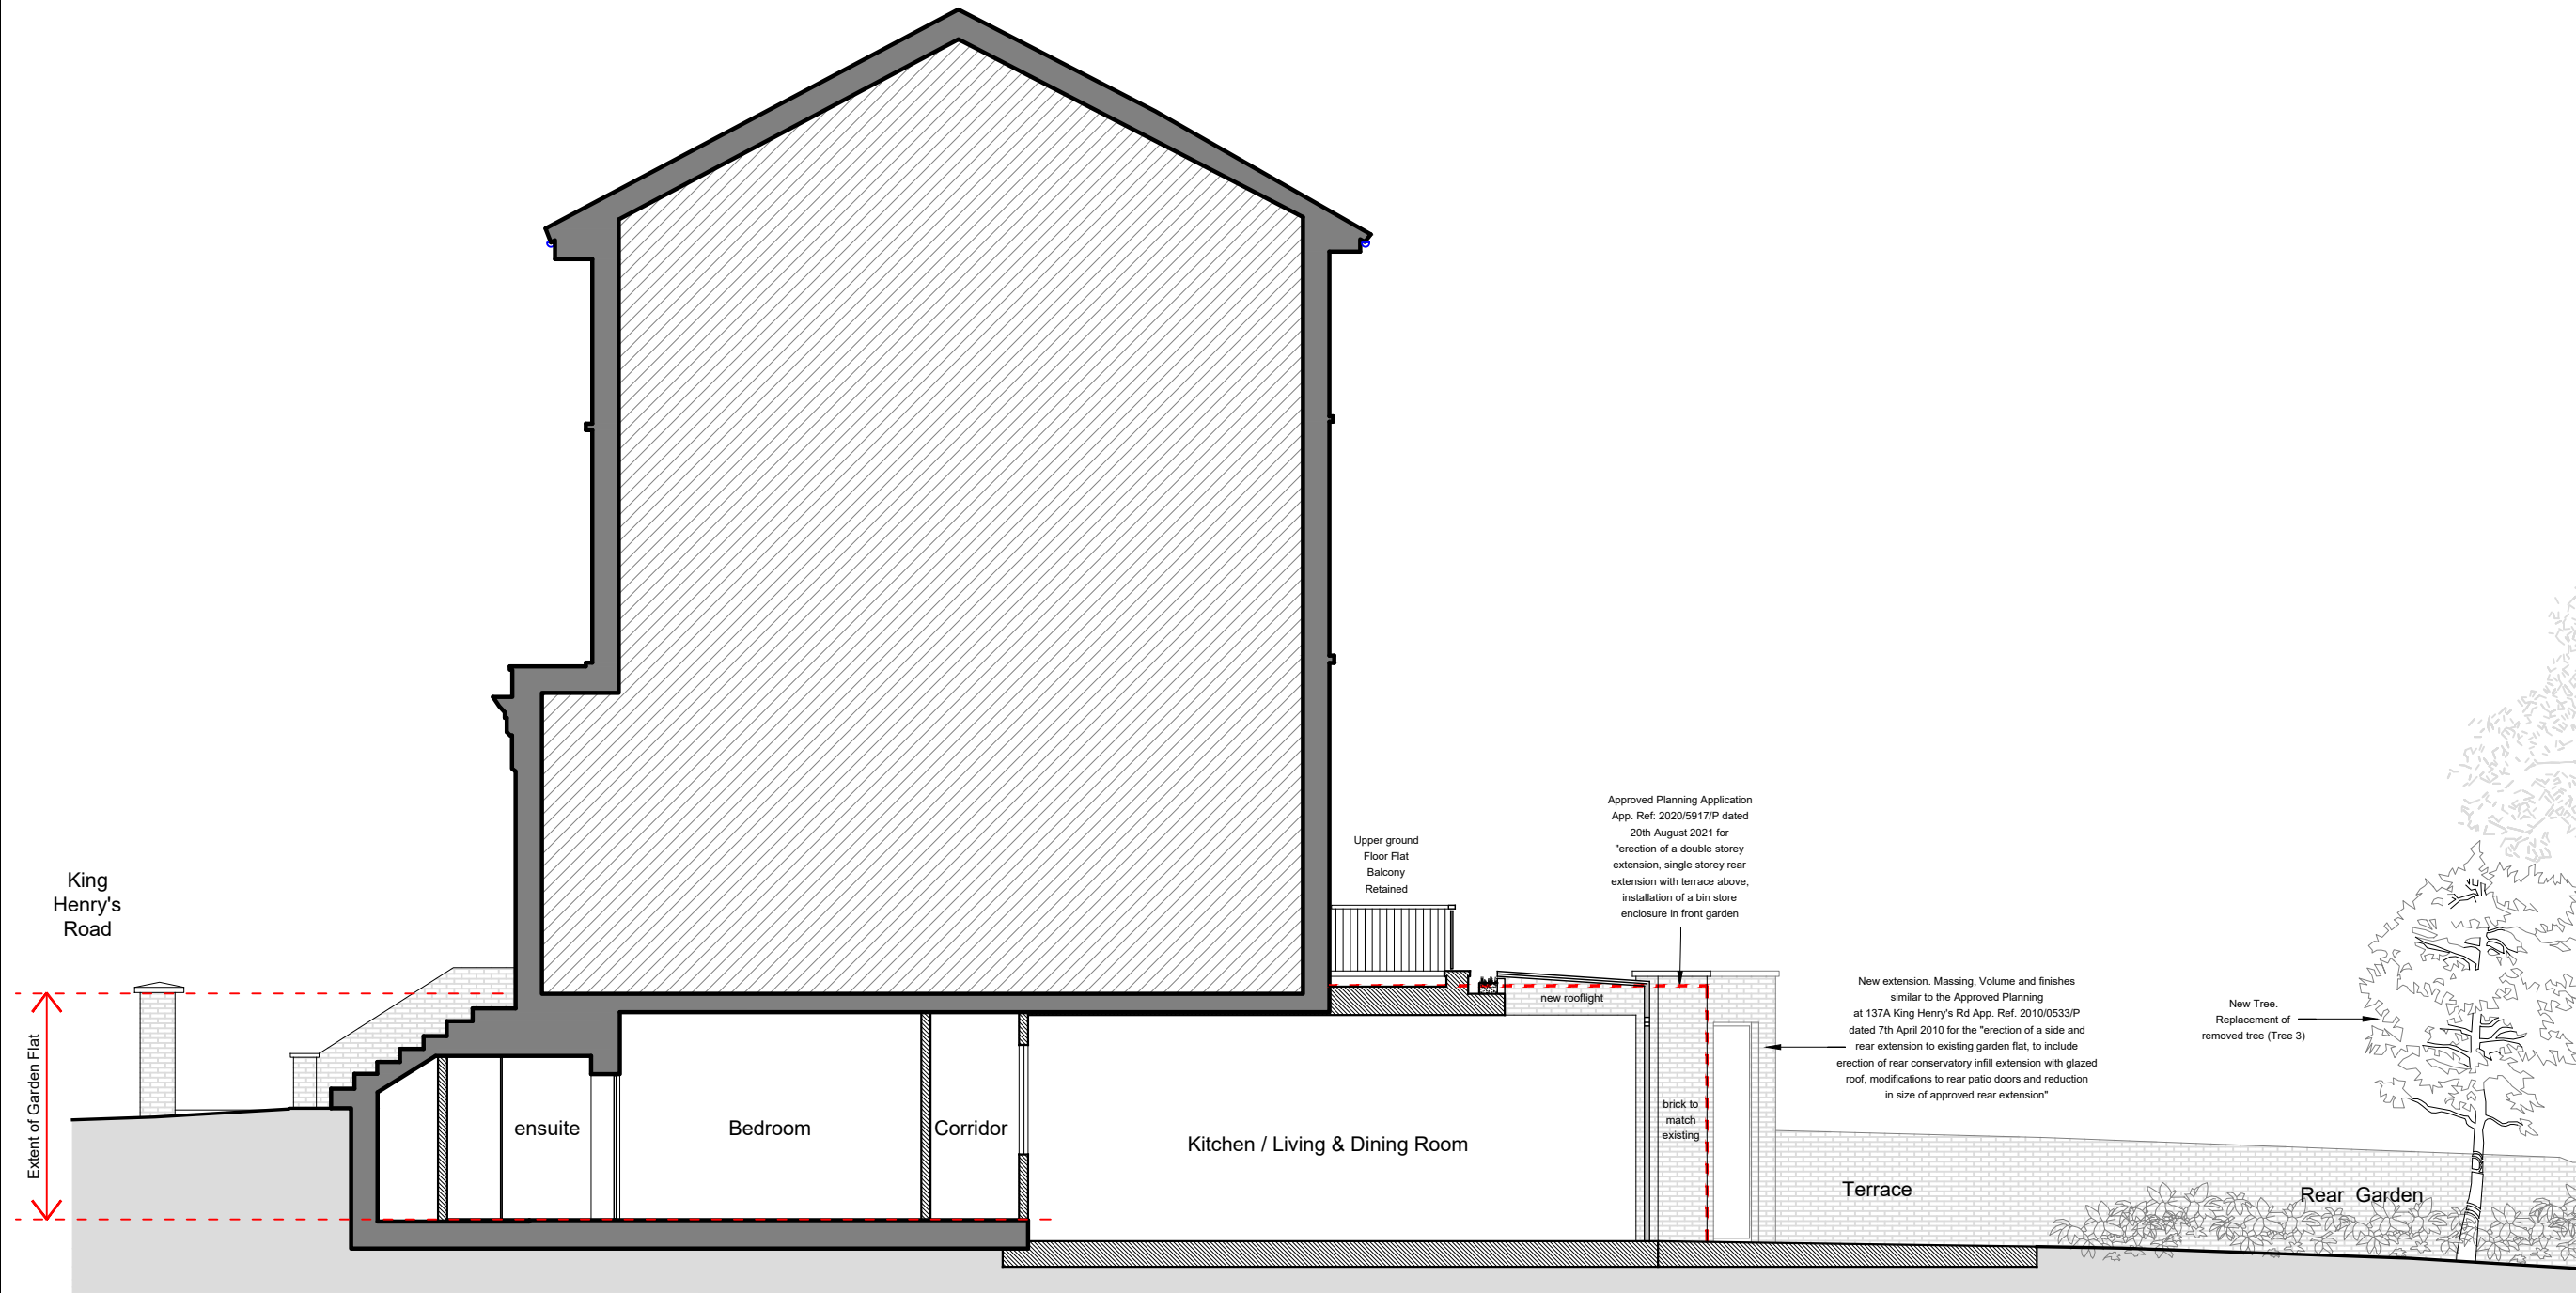 King
Henry's
Road
Extent of Garden Flat
ensuite
Bedroom
Corridor
Kitchen / Living & Dining Room
Upper ground
Floor Flat
Balcony
Retained
Approved Planning Application
App. Ref: 2020/5917/P dated
20th August 2021 for
"erection of a double storey
extension, single storey rear
extension with terrace above,
installation of a bin store
enclosure in front garden
new rooflight
brick to
match
existing
New extension. Massing, Volume and finishes
similar to the Approved Planning
at 137A King Henry's Rd App. Ref. 2010/0533/P
dated 7th April 2010 for the "erection of a side and
rear extension to existing garden flat, to include
erection of rear conservatory infill extension with glazed
roof, modifications to rear patio doors and reduction
in size of approved rear extension"
Terrace
New Tree.
Replacement of
removed tree (Tree 3)
Rear Garden